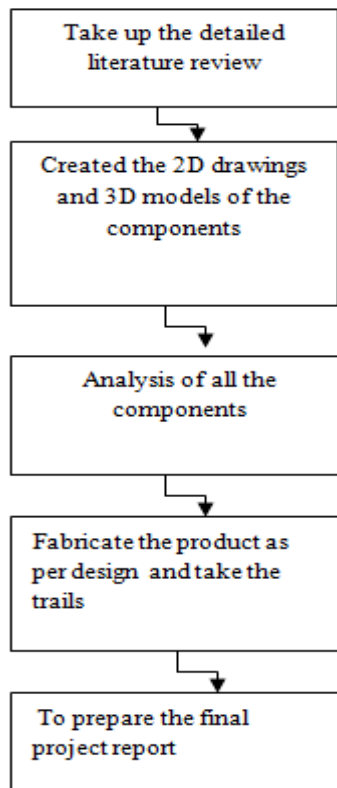 Take up the detailed
literature review
Created the 2D drawings
and 3D models of the
components
Analysis of all the
components
Fabricate the product as
per design and take the
trails
To prepare the final
project report